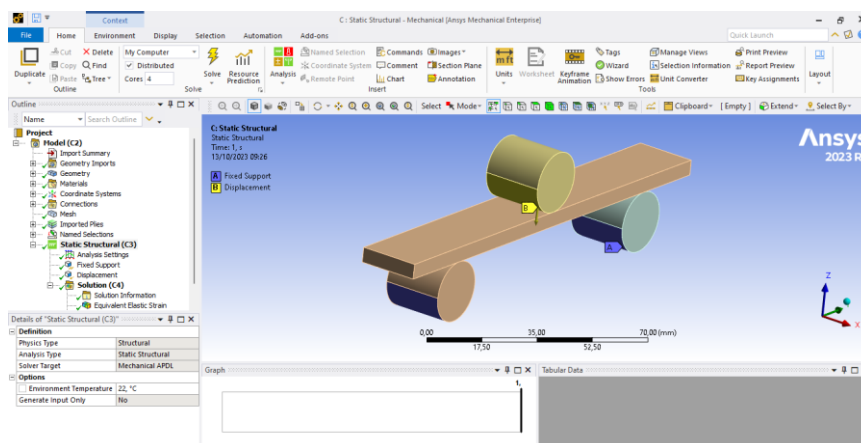 C : Static Structural - Mechanical [Ansys Mechanical Enterprise]
Context
File Home Environment Display Selection Automation Add-ons
Quick Launch
Duplicate
Cut
Copy
Paste
Delete
Find
Tree
Outline
My Computer
Distributed
Cores 4
Solve
Resource Prediction
Solve
Analysis
Named Selection
Coordinate System
Remote Point
Commands
Comment
Chart
Images
Section Plane
Annotation
Insert
Units
Worksheet
Keyframe Animation
Tags
Wizard
Show Errors
Manage Views
Selection Information
Unit Converter
Print Preview
Report Preview
Key Assignments
Tools
Layout
Outline
Name Search Outline
Select Mode Clipboard [ Empty ] Extend Select By
Project
Model (C2)
Import Summary
Geometry Imports
Geometry
Materials
Coordinate Systems
Connections
Mesh
Imported Plies
Named Selections
Static Structural (C3)
Analysis Settings
Fixed Support
Displacement
Solution (C4)
Solution Information
Equivalent Elastic Strain
C: Static Structural
Static Structural
Time: 1, s
13/10/2023 09:26
A Fixed Support
B Displacement
Ansys
2023 R
B
A
Z
X
0,00 35,00 70,00 (mm)
17,50 52,50
Details of "Static Structural (C3)"
Definition
Physics Type Structural
Analysis Type Static Structural
Solver Target Mechanical APDL
Options
Environment Temperature 22, °C
Generate Input Only No
Graph
1,
Tabular Data